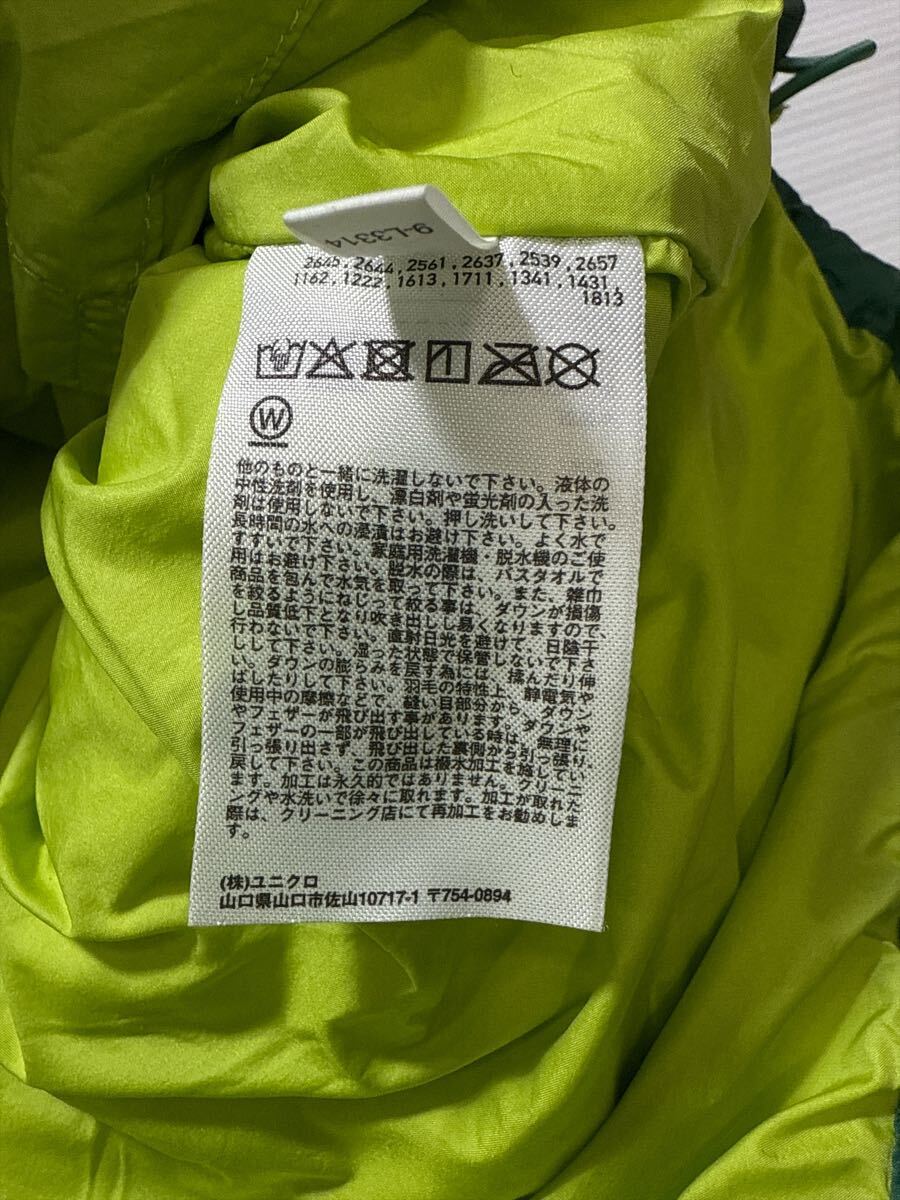 9-L3314
2645, 2644, 2561, 2637, 2539, 2657
1162, 1222, 1613, 1711, 1341, 1431,
1813
W
他のものと一緒に洗濯しないで下さい。液体の
中性洗剤を使用し、漂白剤や蛍光剤の入った洗
剤は使用しないで下さい。押し洗いして下さい。
長時間の水への浸漬はお避け下さい。よく水で
すすいで下さい。家庭用洗濯機・脱水機のご使
用はお避け下さい。脱水の際は、バスタオルで
商品を包んで水気を取って下さい。また、雑巾
を絞るようにねじって絞る事は、ダウンが損傷
し品質低下となり吹き出しし易くなりますので、
行わないで下さい。直射日光を避けて、日陰干
しして下さい。湿った状態で保管しないで下さ
い。ダウンの膨らみを戻す為には、揉んだり伸
ばしたりして下さい。羽毛の特性上、静電気や
使用中の摩擦などで、縫い目部分から、ダウン
やフェザーが飛び出す事があります。ダウン、
フェザーの一部が飛び出している時は、無理に
引っ張り出さず、飛び出した裏側から引っ張り
戻して下さい。この商品は撥水加工を施してい
ます。加工は永久的ではありません。クリーニ
ングや水洗いで徐々に取れます。加工が取れた
際は、クリーニング店にて再加工をお勧めしま
す。
(株)ユニクロ
山口県山口市佐山10717-1 〒754-0894